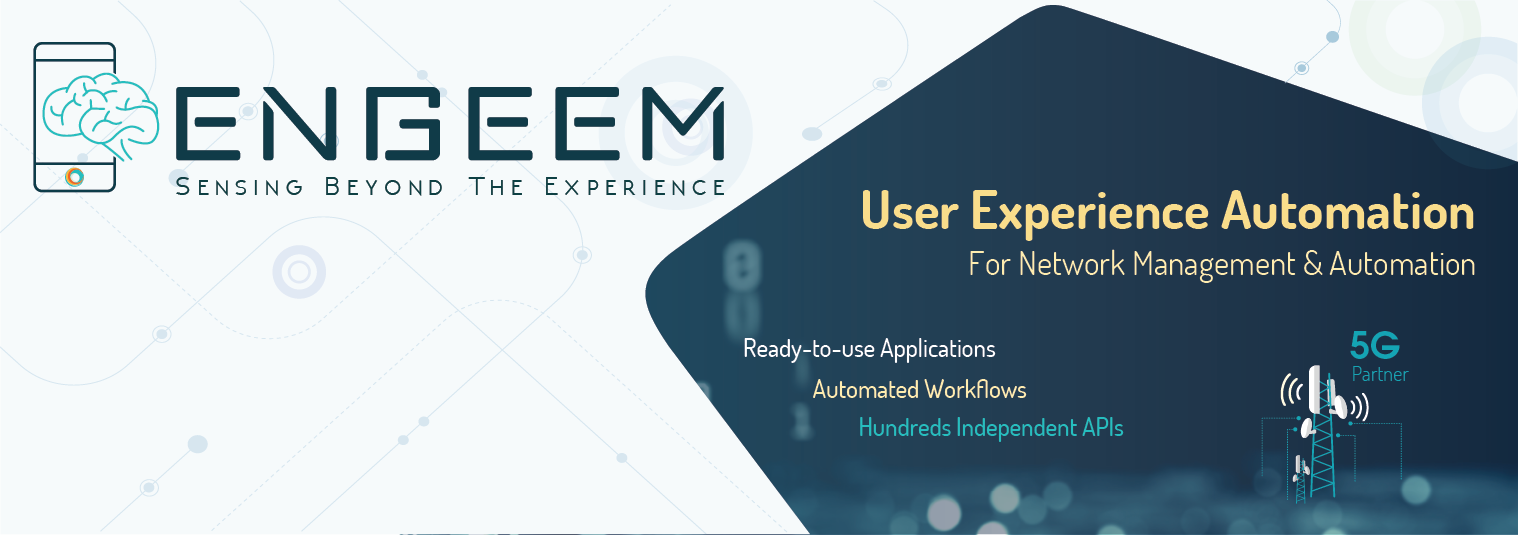 ENGEEM
SENSING BEYOND THE EXPERIENCE
User Experience Automation
For Network Management & Automation
Ready-to-use Applications
Automated Workflows
Hundreds Independent APIs
5G
Partner